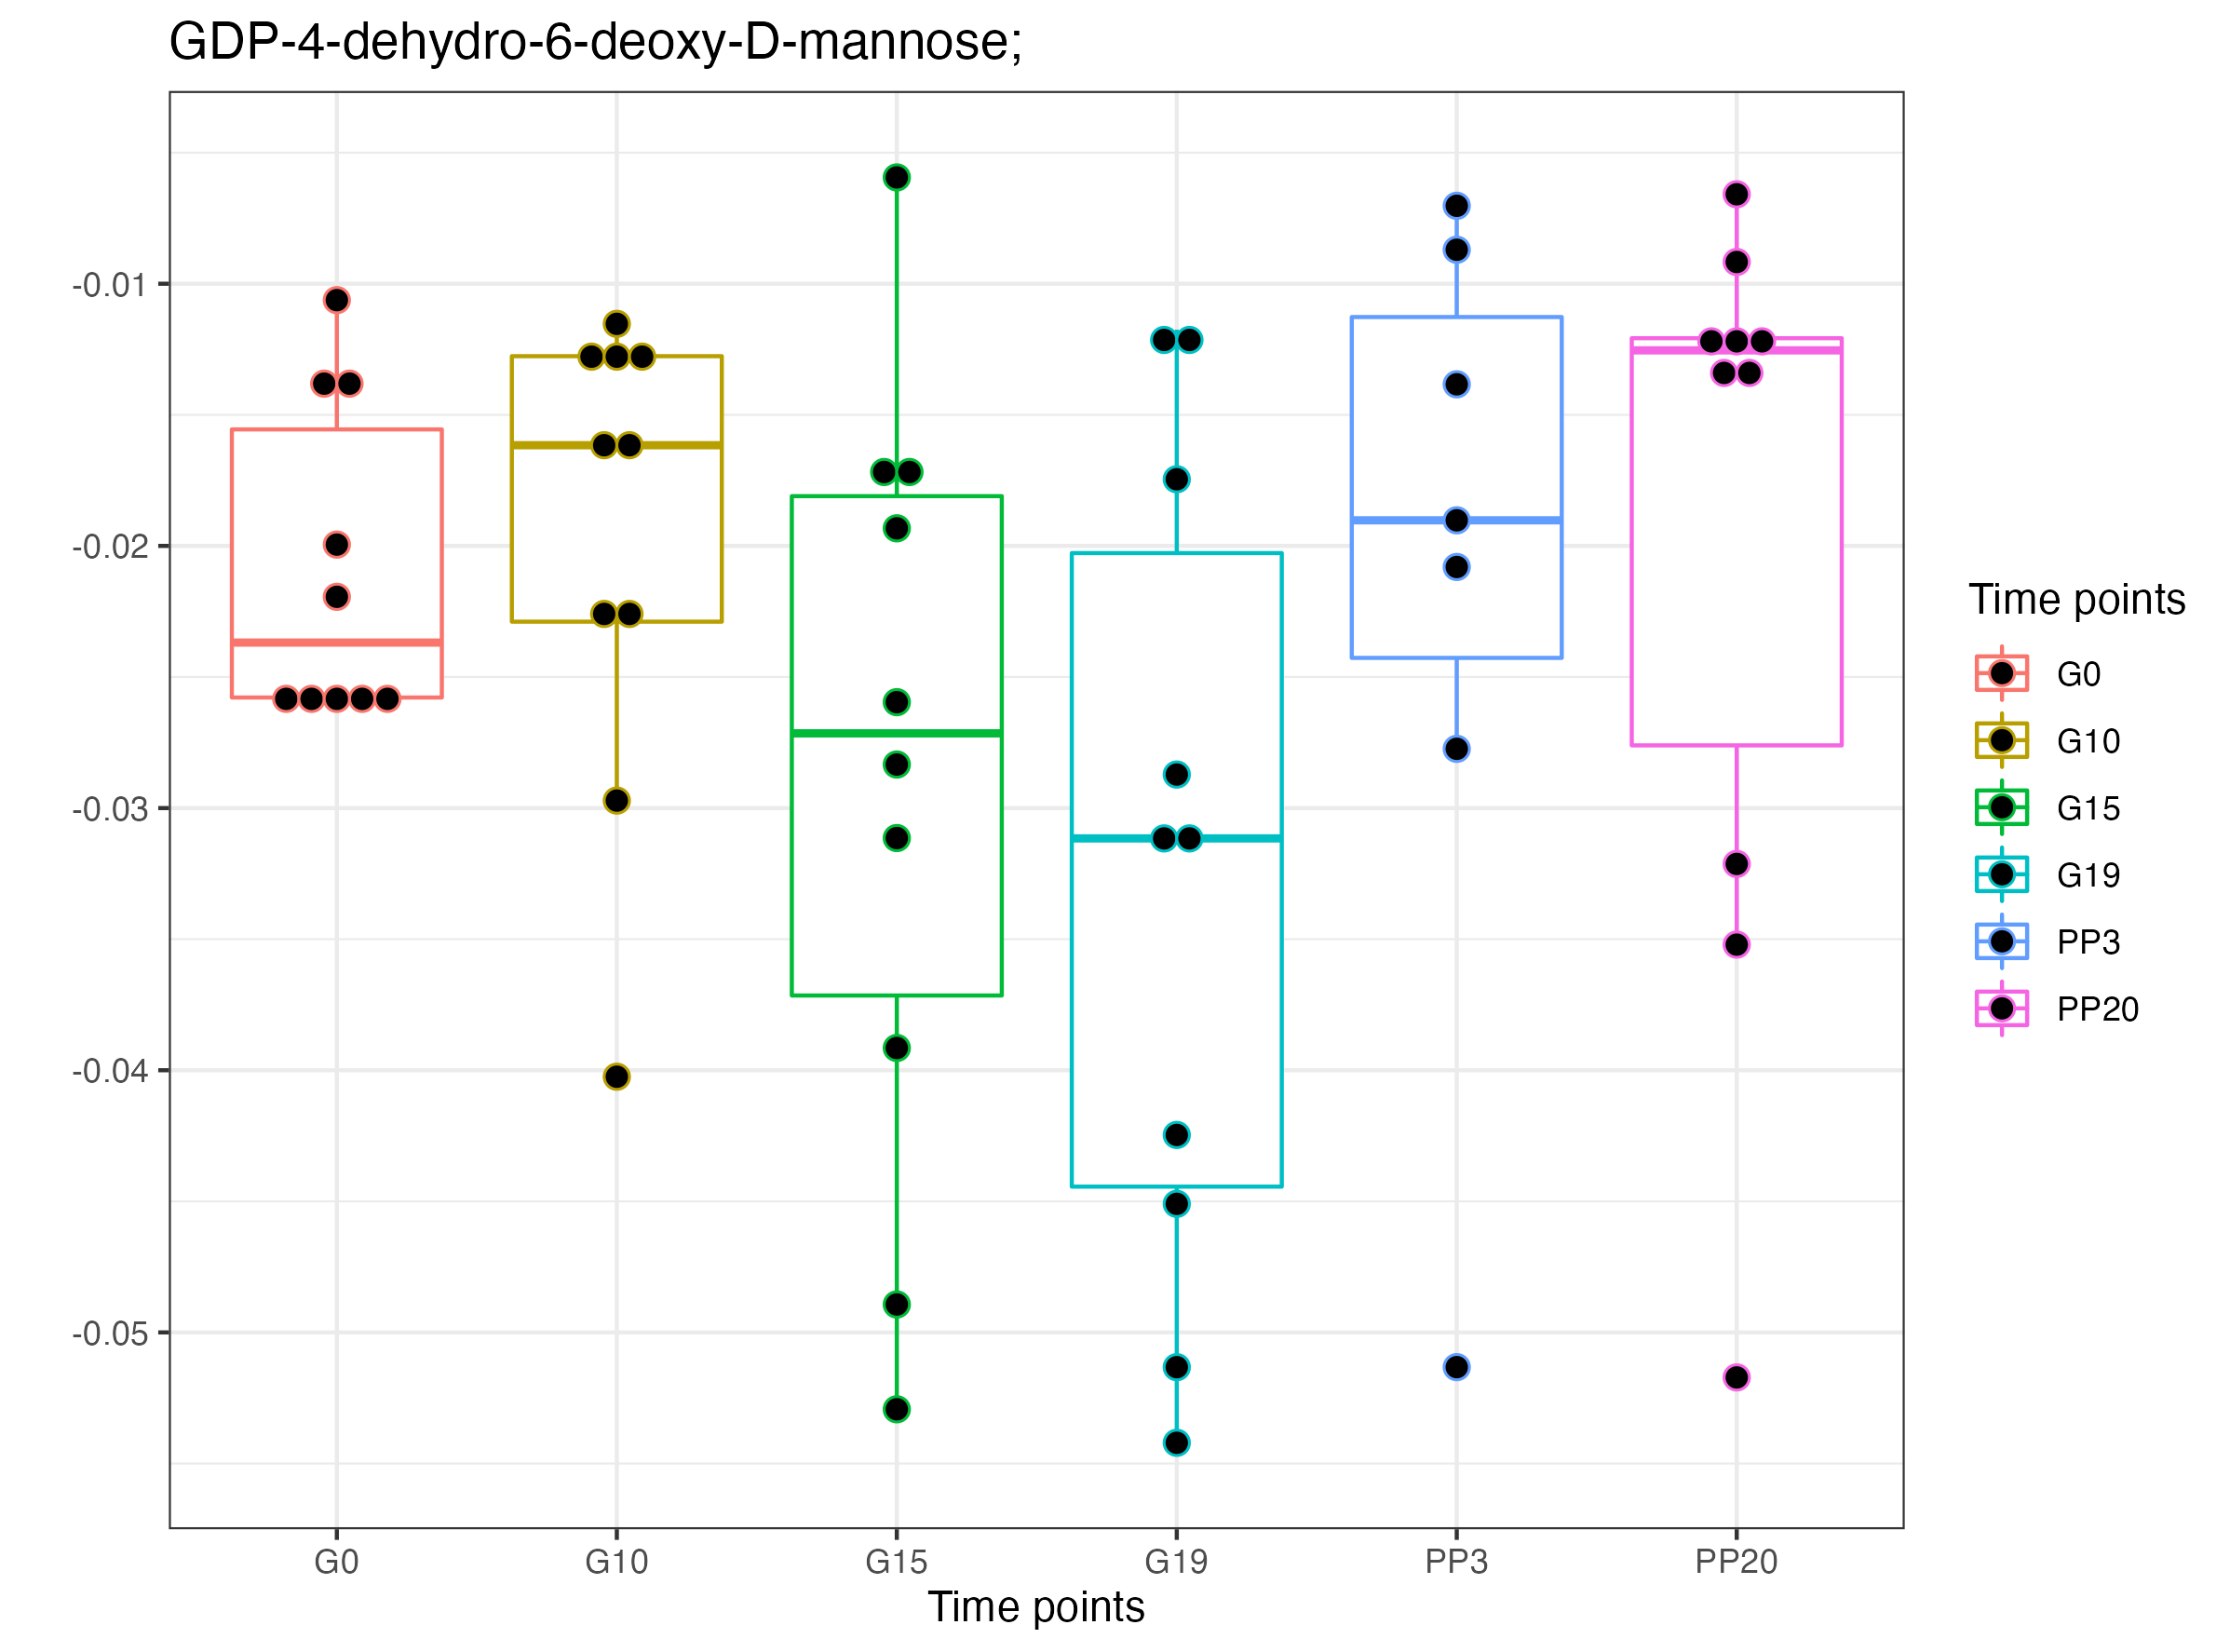 GDP-4-dehydro-6-deoxy-D-mannose;
-0.01
-0.02
-0.03
-0.04
-0.05
G0 G10 G15 G19 PP3 PP20
Time points
Time points
G0
G10
G15
G19
PP3
PP20